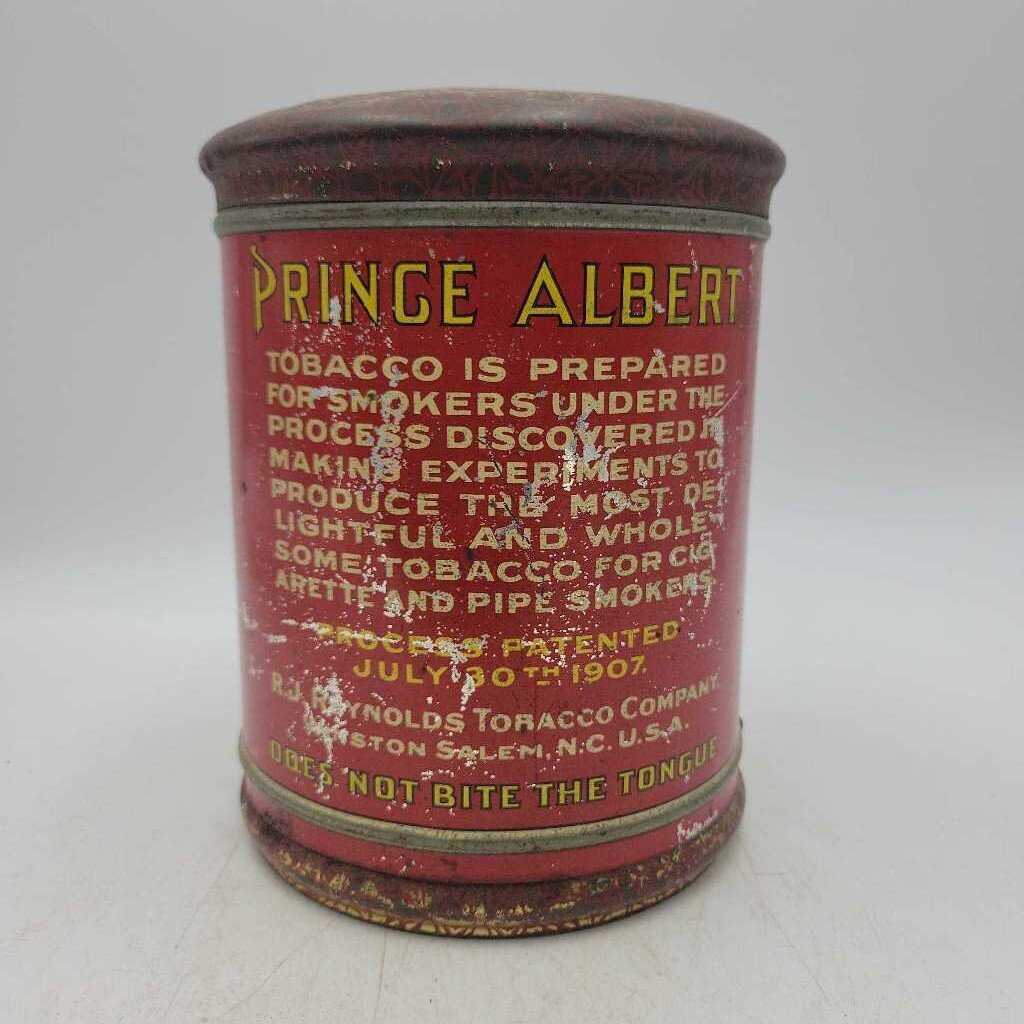 PRINCE ALBERT
TOBACCO IS PREPARED
FOR SMOKERS UNDER THE
PROCESS DISCOVERED IN
MAKING EXPERIMENTS TO
PRODUCE THE MOST DE-
LIGHTFUL AND WHOLE-
SOME TOBACCO FOR CIG-
ARETTE AND PIPE SMOKERS.
PROCESS PATENTED
JULY 30TH 1907.
R.J. REYNOLDS TOBACCO COMPANY.
WINSTON SALEM, N.C. U.S.A.
DOES NOT BITE THE TONGUE